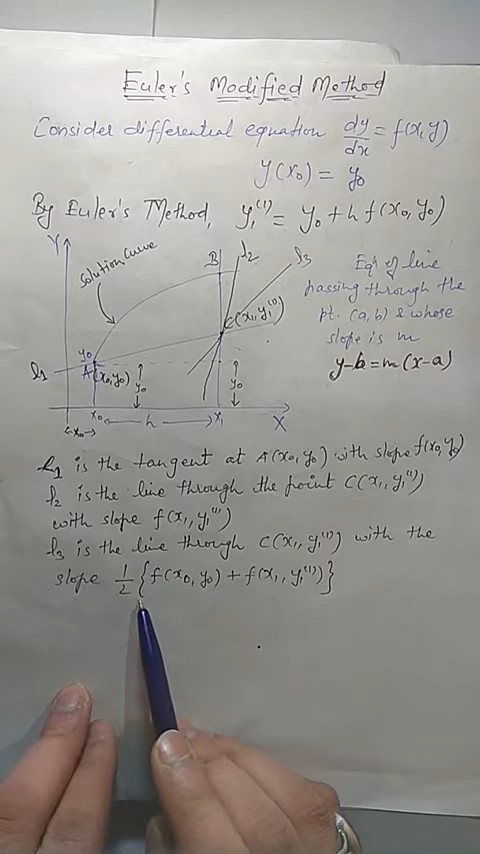 Euler's Modified Method
Consider differential equation dy/dx = f(x,y)
y(x₀) = y₀
By Euler's Method, y₁⁽¹⁾ = y₀ + h f(x₀, y₀)
Y
Solution Curve
B
l₂
l₃
C(x₁, y₁⁽¹⁾)
Eqⁿ of line
passing through the
pt. (a, b) & whose
slope is m
y-b = m(x-a)
l₁
y₀
A(x₀, y₀)
y₀
y₀
x₀
h
x₁
X
x₀
l₁ is the tangent at A(x₀, y₀) with slope f(x₀, y₀)
l₂ is the line through the point C(x₁, y₁⁽¹⁾)
with slope f(x₁, y₁⁽¹⁾)
l₃ is the line through C(x₁, y₁⁽¹⁾) with the
slope 1/2 {f(x₀, y₀) + f(x₁, y₁⁽¹⁾)}